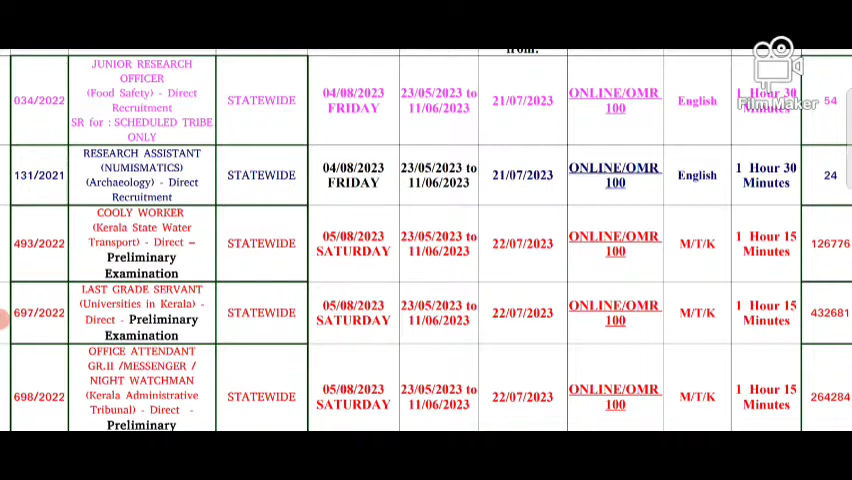 from:
034/2022
JUNIOR RESEARCH
OFFICER
(Food Safety) - Direct
Recruitment
SR for : SCHEDULED TRIBE
ONLY
STATEWIDE
04/08/2023
FRIDAY
23/05/2023 to
11/06/2023
21/07/2023
ONLINE/OMR
100
English
1 Hour 30
Minutes
54
Film Maker
131/2021
RESEARCH ASSISTANT
(NUMISMATICS)
(Archaeology) - Direct
Recruitment
STATEWIDE
04/08/2023
FRIDAY
23/05/2023 to
11/06/2023
21/07/2023
ONLINE/OMR
100
English
1 Hour 30
Minutes
24
493/2022
COOLY WORKER
(Kerala State Water
Transport) - Direct –
Preliminary
Examination
STATEWIDE
05/08/2023
SATURDAY
23/05/2023 to
11/06/2023
22/07/2023
ONLINE/OMR
100
M/T/K
1 Hour 15
Minutes
126776
697/2022
LAST GRADE SERVANT
(Universities in Kerala) -
Direct - Preliminary
Examination
STATEWIDE
05/08/2023
SATURDAY
23/05/2023 to
11/06/2023
22/07/2023
ONLINE/OMR
100
M/T/K
1 Hour 15
Minutes
432681
698/2022
OFFICE ATTENDANT
GR.II /MESSENGER /
NIGHT WATCHMAN
(Kerala Administrative
Tribunal) - Direct -
Preliminary
STATEWIDE
05/08/2023
SATURDAY
23/05/2023 to
11/06/2023
22/07/2023
ONLINE/OMR
100
M/T/K
1 Hour 15
Minutes
264284